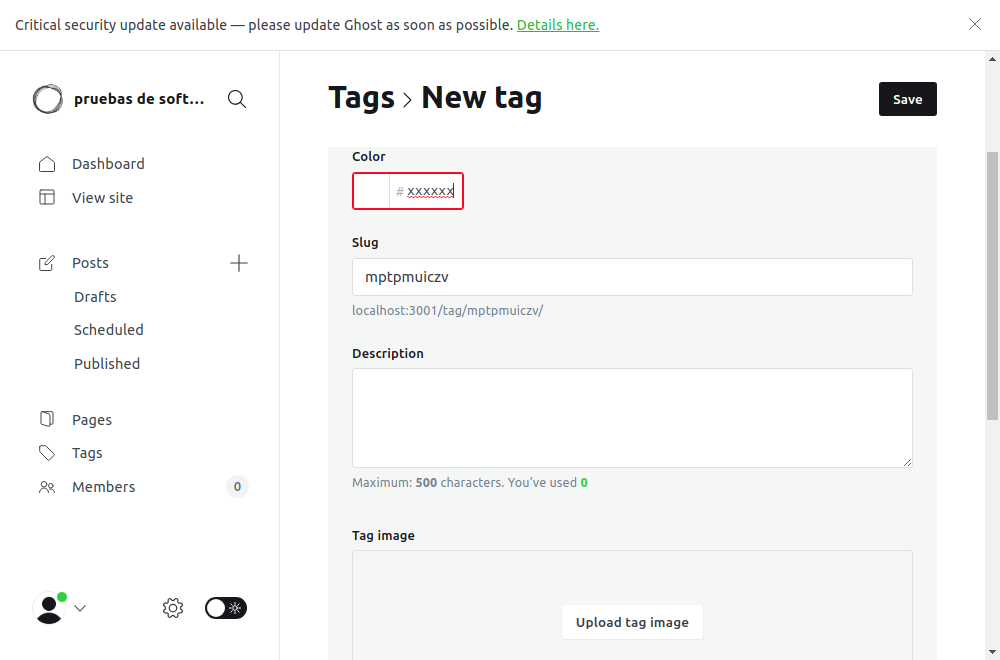 Critical security update available — please update Ghost as soon as possible. Details here.
pruebas de soft...
Dashboard
View site
Posts
Drafts
Scheduled
Published
Pages
Tags
Members
0
Tags > New tag
Save
Color
# xxxxxx
Slug
mptpmuiczv
localhost:3001/tag/mptpmuiczv/
Description
Maximum: 500 characters. You've used 0
Tag image
Upload tag image